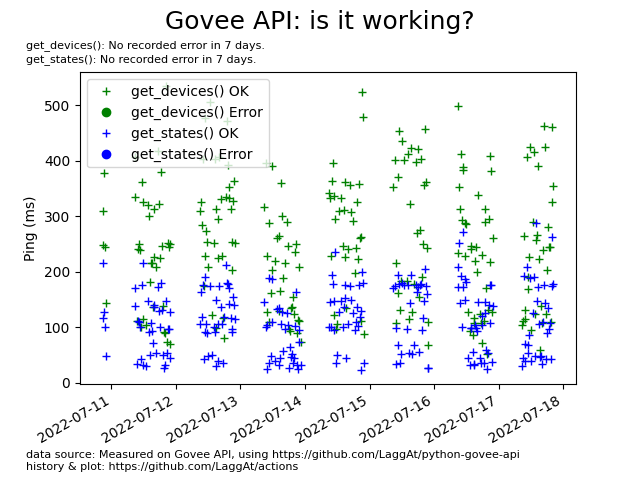 Govee API: is it working?
get_devices(): No recorded error in 7 days.
get_states(): No recorded error in 7 days.
get_devices() OK
get_devices() Error
get_states() OK
get_states() Error
Ping (ms)
500
400
300
200
100
0
2022-07-11
2022-07-12
2022-07-13
2022-07-14
2022-07-15
2022-07-16
2022-07-17
2022-07-18
data source: Measured on Govee API, using https://github.com/LaggAt/python-govee-api
history & plot: https://github.com/LaggAt/actions